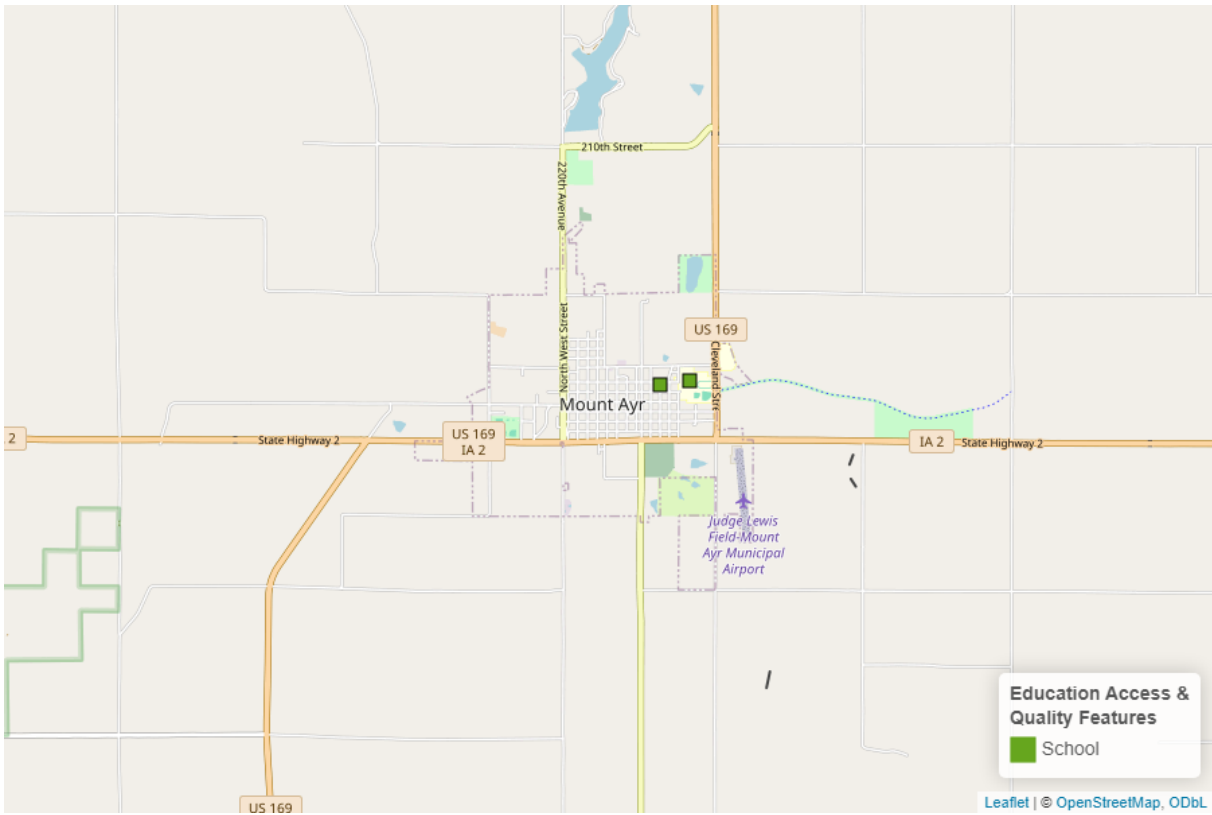 210th Street
220th Avenue
US 169
North West Street
Cleveland Stre
Mount Ayr
2
State Highway 2
US 169
IA 2
IA 2
State Highway 2
Judge Lewis
Field-Mount
Ayr Municipal
Airport
US 169
Education Access &
Quality Features
School
Leaflet | © OpenStreetMap, ODbL